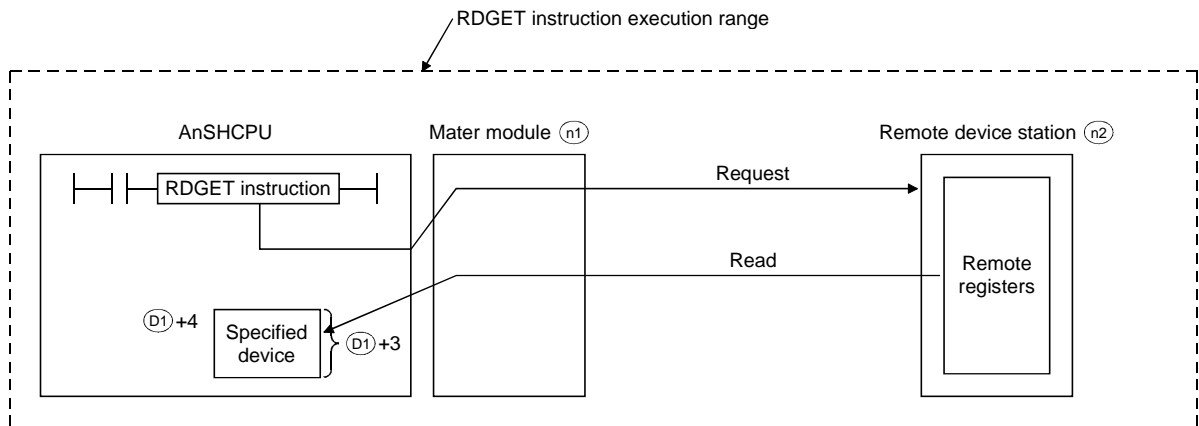 RDGET instruction execution range
AnSHCPU
Mater module n1
Remote device station n2
RDGET instruction
Request
Read
Remote
registers
D1+4
Specified
device
D1+3